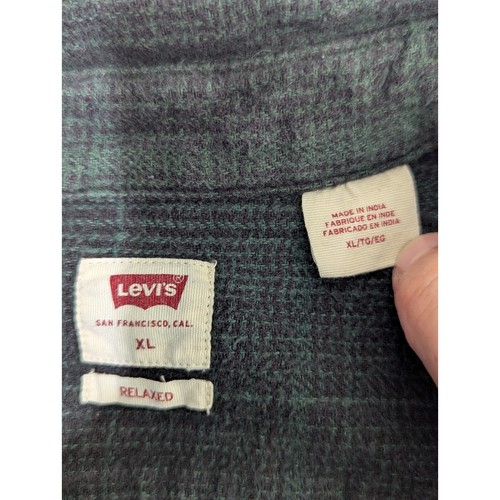 MADE IN INDIA
FABRIQUE EN INDE
FABRICADO EN INDIA
XL/TG/EG
LEVI'S®
SAN FRANCISCO, CAL.
XL
RELAXED